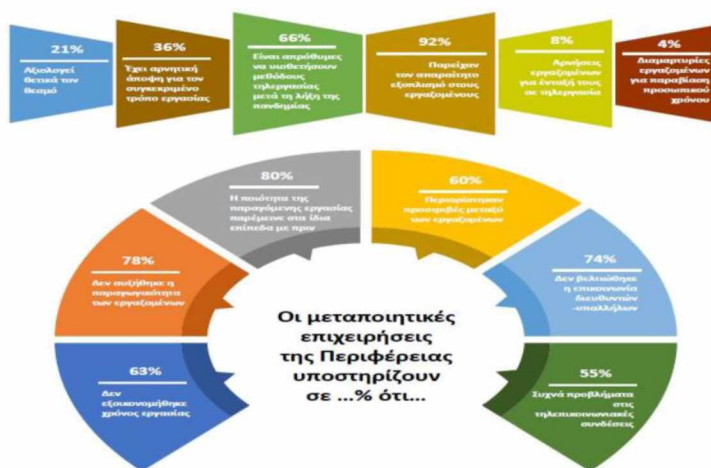 21%
Αξιολογεί
θετικά τον
θεσμό
36%
Έχει αρνητική
άποψη για τον
συγκεκριμένο
τρόπο εργασίας
66%
Είναι απρόθυμες
να υιοθετήσουν
μεθόδους
τηλεργασίας
μετά τη λήξη της
πανδημίας
92%
Παρείχαν
τον απαραίτητο
εξοπλισμό στους
εργαζομένους
8%
Αρνήσεις
εργαζομένων
για ένταξή τους
σε τηλεργασία
4%
Διαμαρτυρίες
εργαζομένων
για παραβίαση
προσωπικού
χρόνου
80%
Η ποιότητα της
παραγόμενης εργασίας
παρέμεινε στα ίδια
επίπεδα με πριν
60%
Περιορίστηκαν
προστριβές μεταξύ
των εργαζομένων
78%
Δεν αυξήθηκε η
παραγωγικότητα
των εργαζομένων
74%
Δεν βελτιώθηκε
η επικοινωνία
διευθυντών
-υπαλλήλων
63%
Δεν
εξοικονομήθηκε
χρόνος εργασίας
55%
Συχνά προβλήματα
στις
τηλεπικοινωνιακές
συνδέσεις
Οι μεταποιητικές
επιχειρήσεις
της Περιφέρειας
υποστηρίζουν
σε ...% ότι...